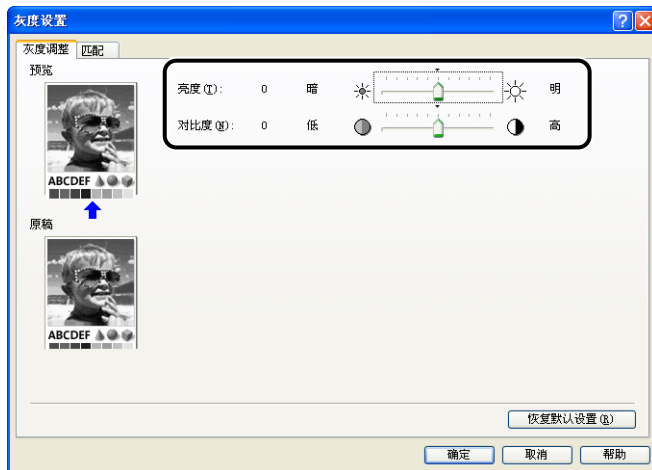 灰度设置
灰度调整 匹配
预览
亮度(T): 0 暗 明
对比度(N): 0 低 高
ABCDEF
原稿
ABCDEF
恢复默认设置(R)
确定 取消 帮助